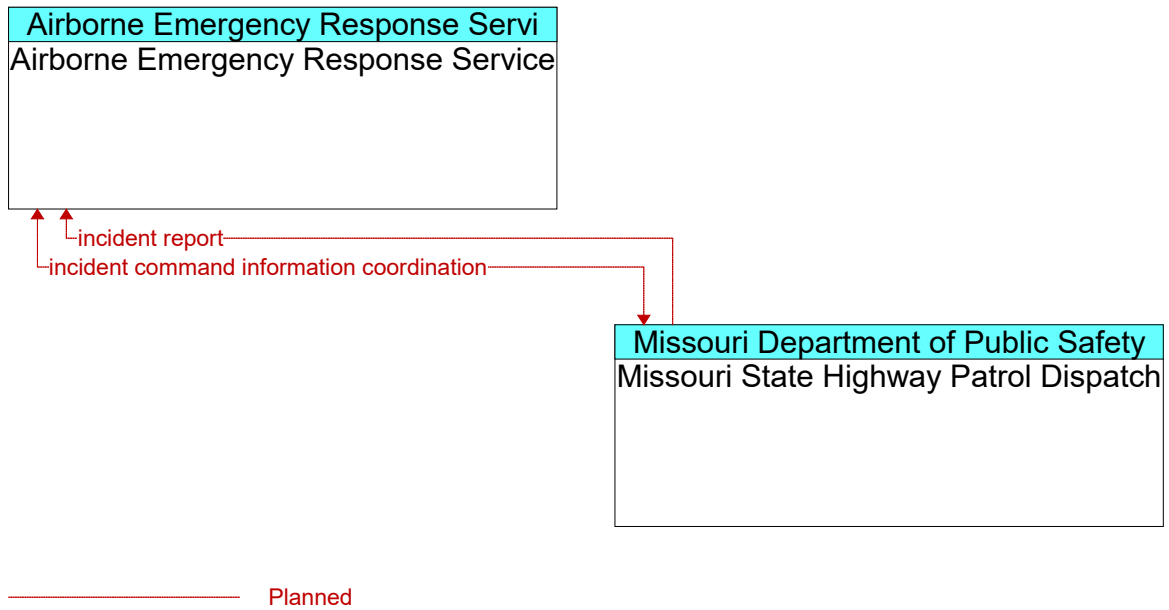 Airborne Emergency Response Servi
Airborne Emergency Response Service
incident report
incident command information coordination
Missouri Department of Public Safety
Missouri State Highway Patrol Dispatch
Planned